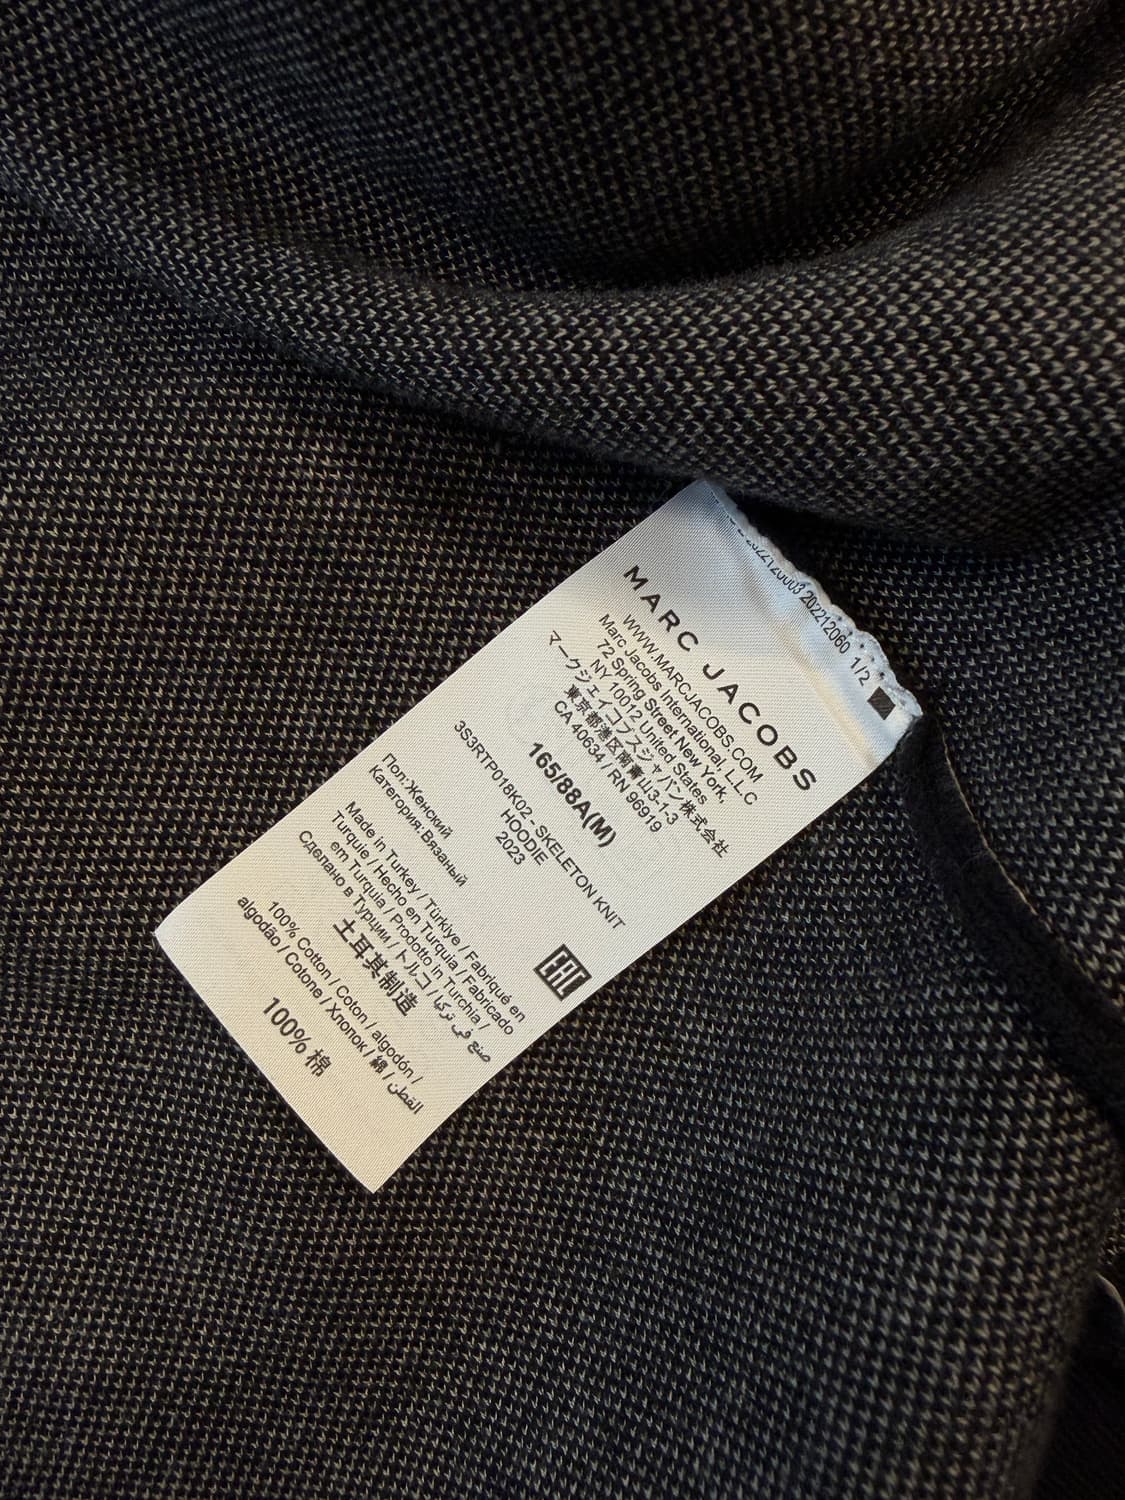 202212060 1/2
MARC JACOBS
WWW.MARCJACOBS.COM
Marc Jacobs International, L.L.C
72 Spring Street New York,
NY 10012 United States
マークジェイコブスジャパン株式会社
東京都港区南青山3-1-3
CA 40634 / RN 96919
165/88A(M)
3S3RTP018K02 - SKELETON KNIT
HOODIE
2023
Пол:Женский
Категория:Вязаный
EAC
Made in Turkey / Türkiye / Fabriqué en
Turquie / Hecho en Turquia / Fabricado
em Turquia / Prodotto in Turchia /
Сделано в Турции / トルコ / صنع في تركيا
土耳其制造
100% Cotton / Coton / algodón /
algodão / Cotone / Хлопок / 綿 / القطن
100% 棉